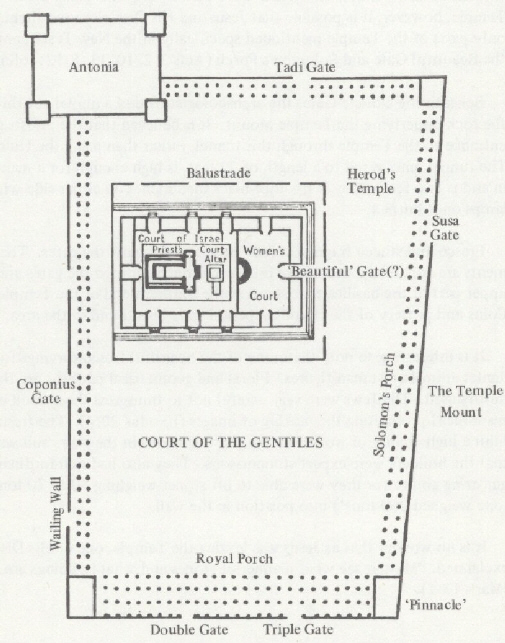 Antonia
Tadi Gate
Balustrade
Herod's
Temple
Susa
Gate
Court of Israel
Priest's Court
Altar
Women's
Court
'Beautiful' Gate(?)
Coponius
Gate
Solomon's Porch
The Temple
Mount
COURT OF THE GENTILES
Wailing Wall
Royal Porch
'Pinnacle'
Double Gate
Triple Gate